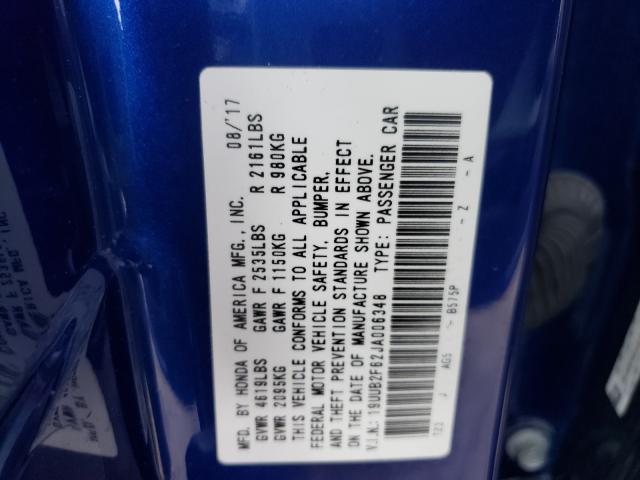 MFD. BY HONDA OF AMERICA MFG., INC. 08/'17
GVWR 4619LBS GAWR F 2535LBS R 2161LBS
GVWR 2095KG GAWR F 1150KG R 980KG
THIS VEHICLE CONFORMS TO ALL APPLICABLE
FEDERAL MOTOR VEHICLE SAFETY, BUMPER,
AND THEFT PREVENTION STANDARDS IN EFFECT
ON THE DATE OF MANUFACTURE SHOWN ABOVE.
V.I.N.: 19UUB2F62JA006348 TYPE: PASSENGER CAR
123 J AG5 - B575P - Z - A